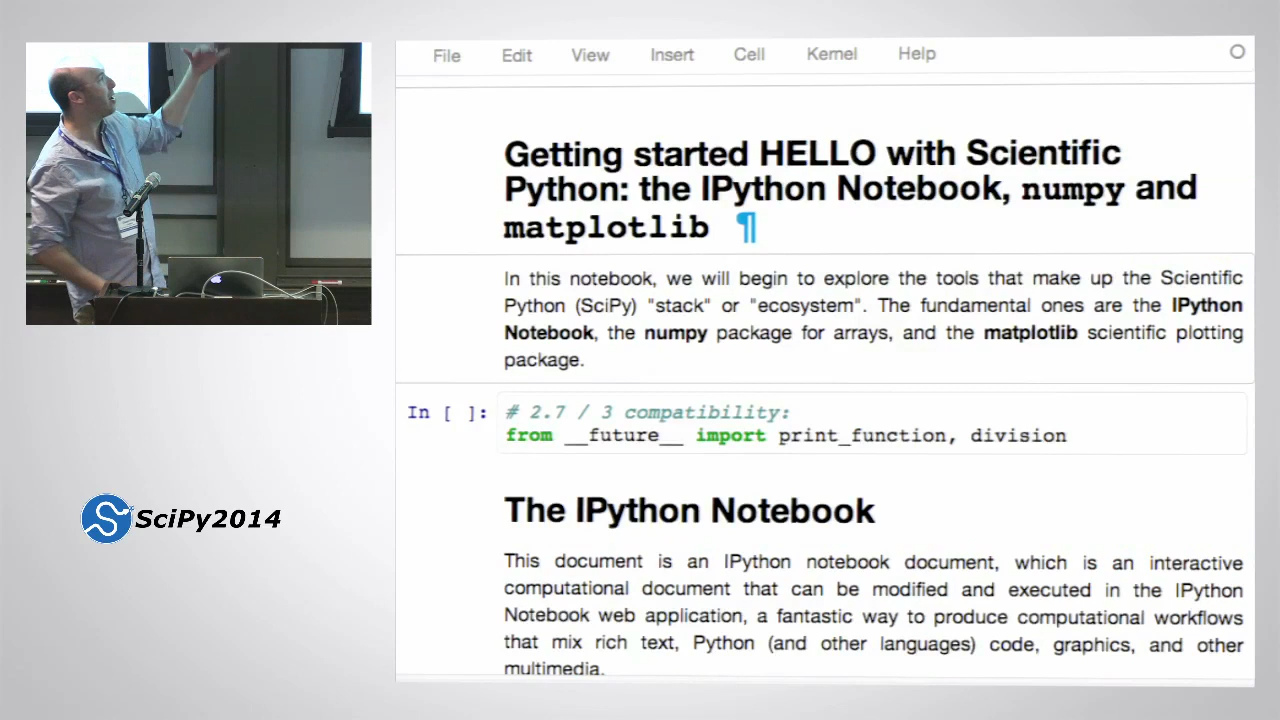 File Edit View Insert Cell Kernel Help
Getting started HELLO with Scientific
Python: the IPython Notebook, numpy and
matplotlib ¶
In this notebook, we will begin to explore the tools that make up the Scientific
Python (SciPy) "stack" or "ecosystem". The fundamental ones are the IPython
Notebook, the numpy package for arrays, and the matplotlib scientific plotting
package.
In [ ]: # 2.7 / 3 compatibility:
from __future__ import print_function, division
The IPython Notebook
This document is an IPython notebook document, which is an interactive
computational document that can be modified and executed in the IPython
Notebook web application, a fantastic way to produce computational workflows
that mix rich text, Python (and other languages) code, graphics, and other
multimedia.
SciPy2014